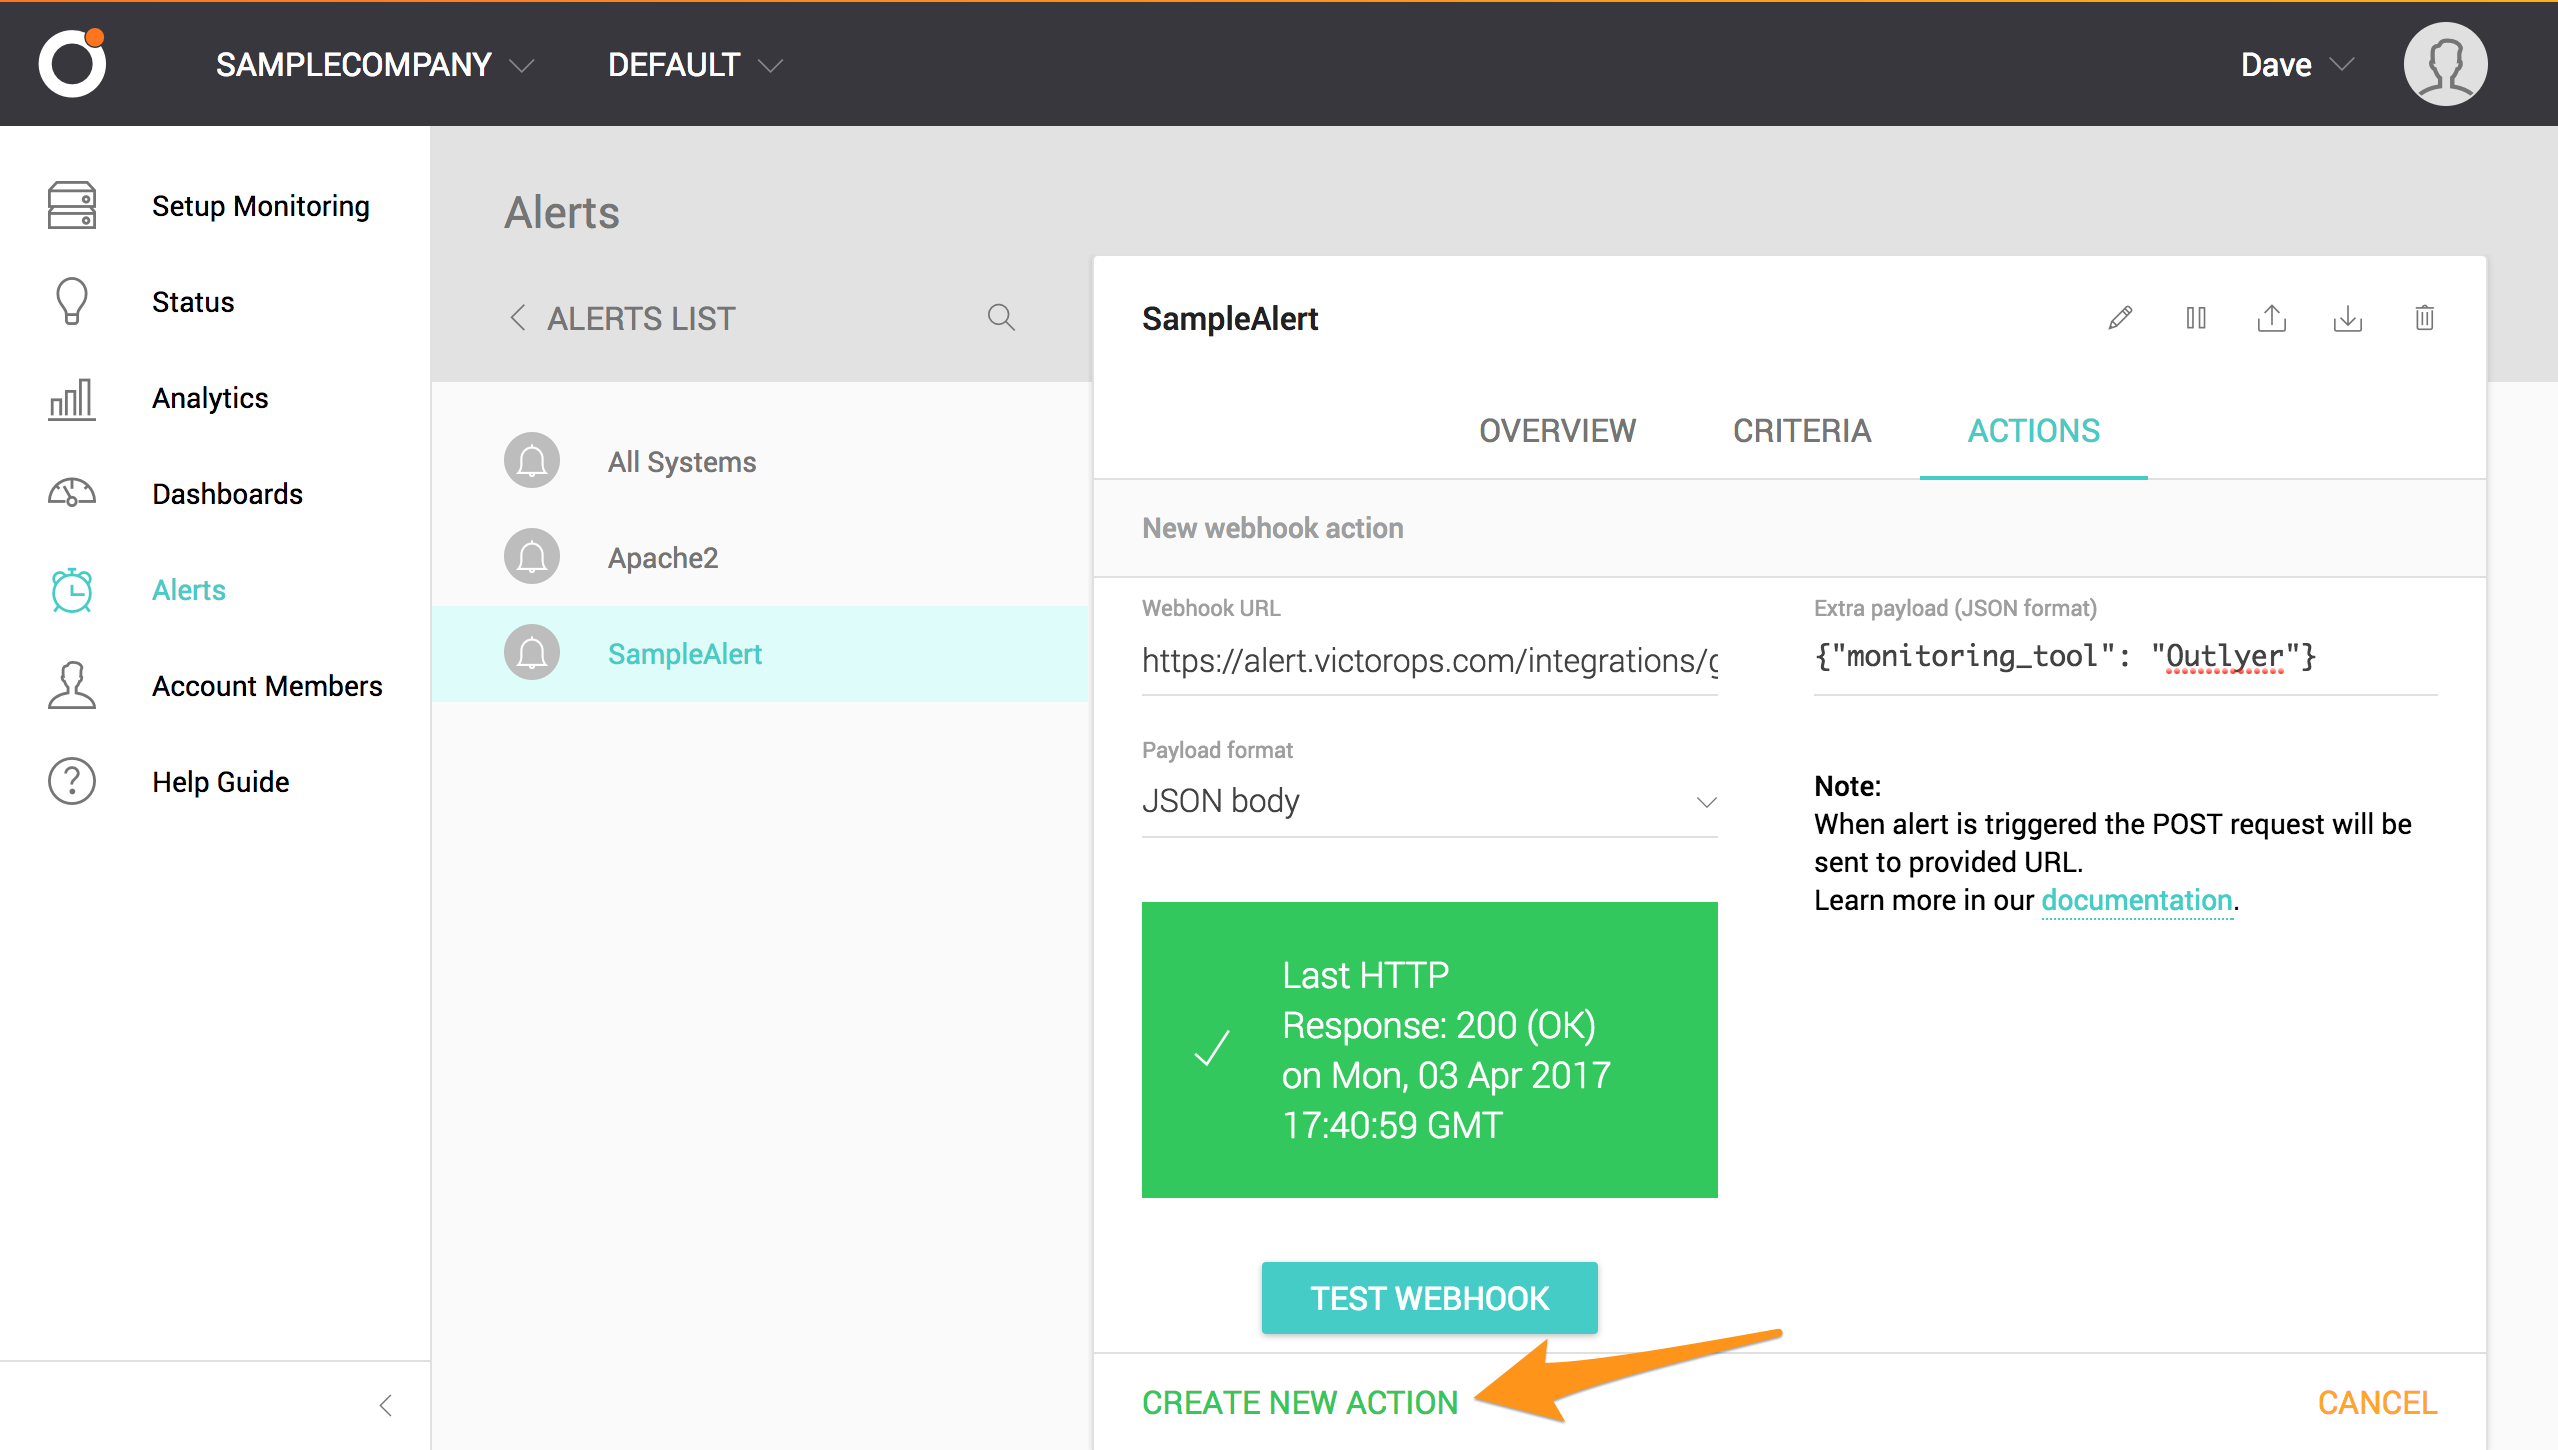 SAMPLECOMPANY
DEFAULT
Dave
Setup Monitoring
Status
Analytics
Dashboards
Alerts
Account Members
Help Guide
Alerts
ALERTS LIST
All Systems
Apache2
SampleAlert
SampleAlert
OVERVIEW
CRITERIA
ACTIONS
New webhook action
Webhook URL
https://alert.victorops.com/integrations/g
Extra payload (JSON format)
{"monitoring_tool": "Outlyer"}
Payload format
JSON body
Note:
When alert is triggered the POST request will be
sent to provided URL.
Learn more in our documentation.
Last HTTP
Response: 200 (OK)
on Mon, 03 Apr 2017
17:40:59 GMT
TEST WEBHOOK
CREATE NEW ACTION
CANCEL